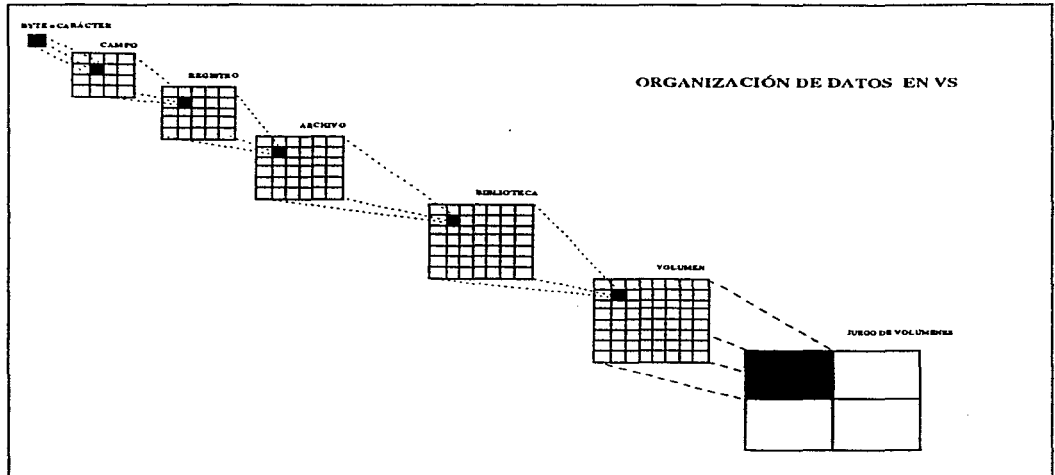 BYTE o CARÁCTER
CAMPO
REGISTRO
ORGANIZACIÓN DE DATOS EN VS
ARCHIVO
BIBLIOTECA
VOLUMEN
JUEGO DE VOLUMENES